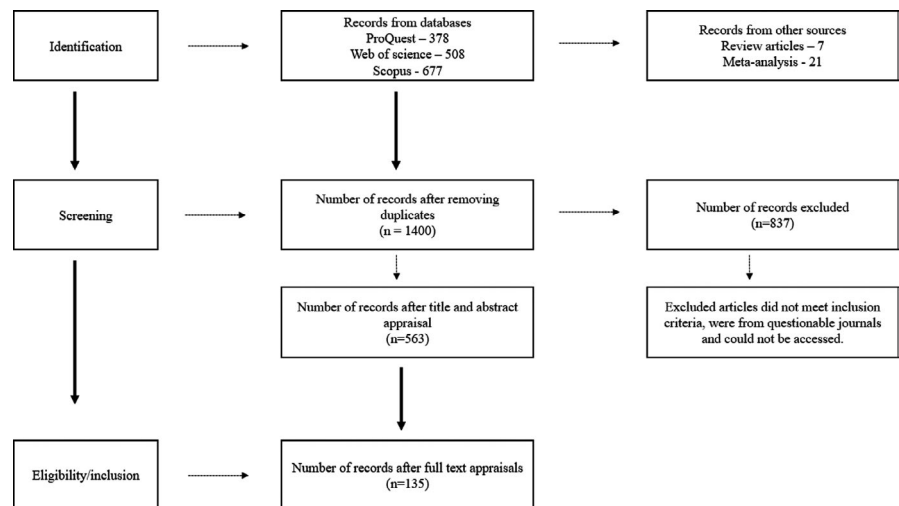 Identification
Records from databases
ProQuest – 378
Web of science – 508
Scopus - 677
Records from other sources
Review articles – 7
Meta-analysis - 21
Screening
Number of records after removing
duplicates
(n = 1400)
Number of records excluded
(n=837)
Number of records after title and abstract
appraisal
(n=563)
Excluded articles did not meet inclusion
criteria, were from questionable journals
and could not be accessed.
Eligibility/inclusion
Number of records after full text appraisals
(n=135)